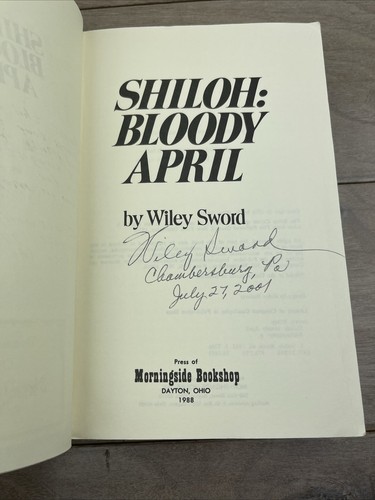 SHILOH:
BLOODY
APRIL
by Wiley Sword
Wiley Sword
Chambersburg, Pa
July 27, 2001
Press of
Morningside Bookshop
DAYTON, OHIO
1988